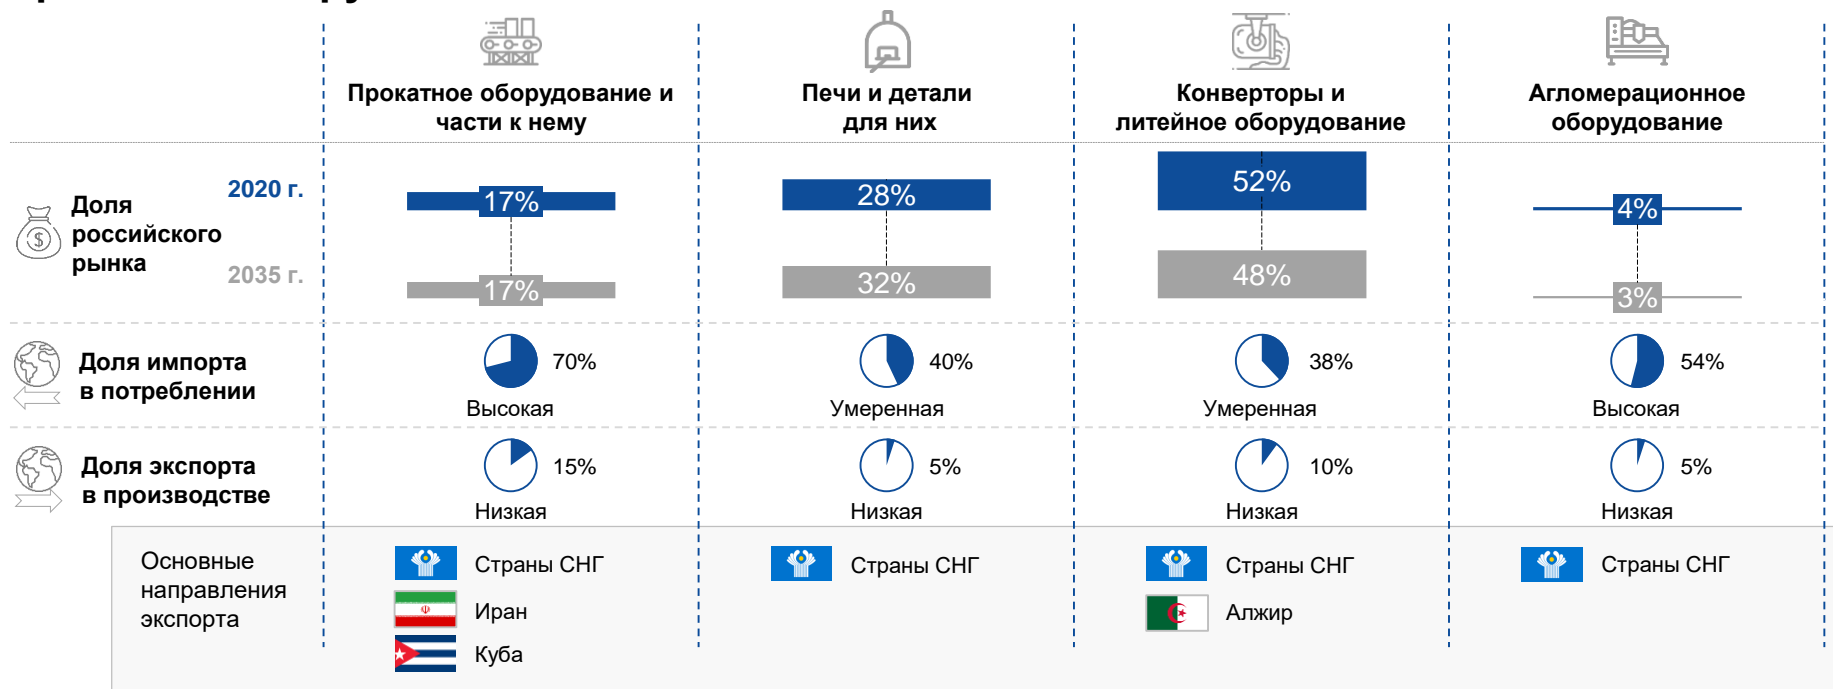 Прокатное оборудование и
части к нему
Печи и детали
для них
Конверторы и
литейное оборудование
Агломерационное
оборудование
Доля
российского
рынка
2020 г.
17%
28%
52%
4%
2035 г.
17%
32%
48%
3%
Доля импорта
в потреблении
70%
Высокая
40%
Умеренная
38%
Умеренная
54%
Высокая
Доля экспорта
в производстве
15%
Низкая
5%
Низкая
10%
Низкая
5%
Низкая
Основные
направления
экспорта
Страны СНГ
Иран
Куба
Страны СНГ
Страны СНГ
Алжир
Страны СНГ